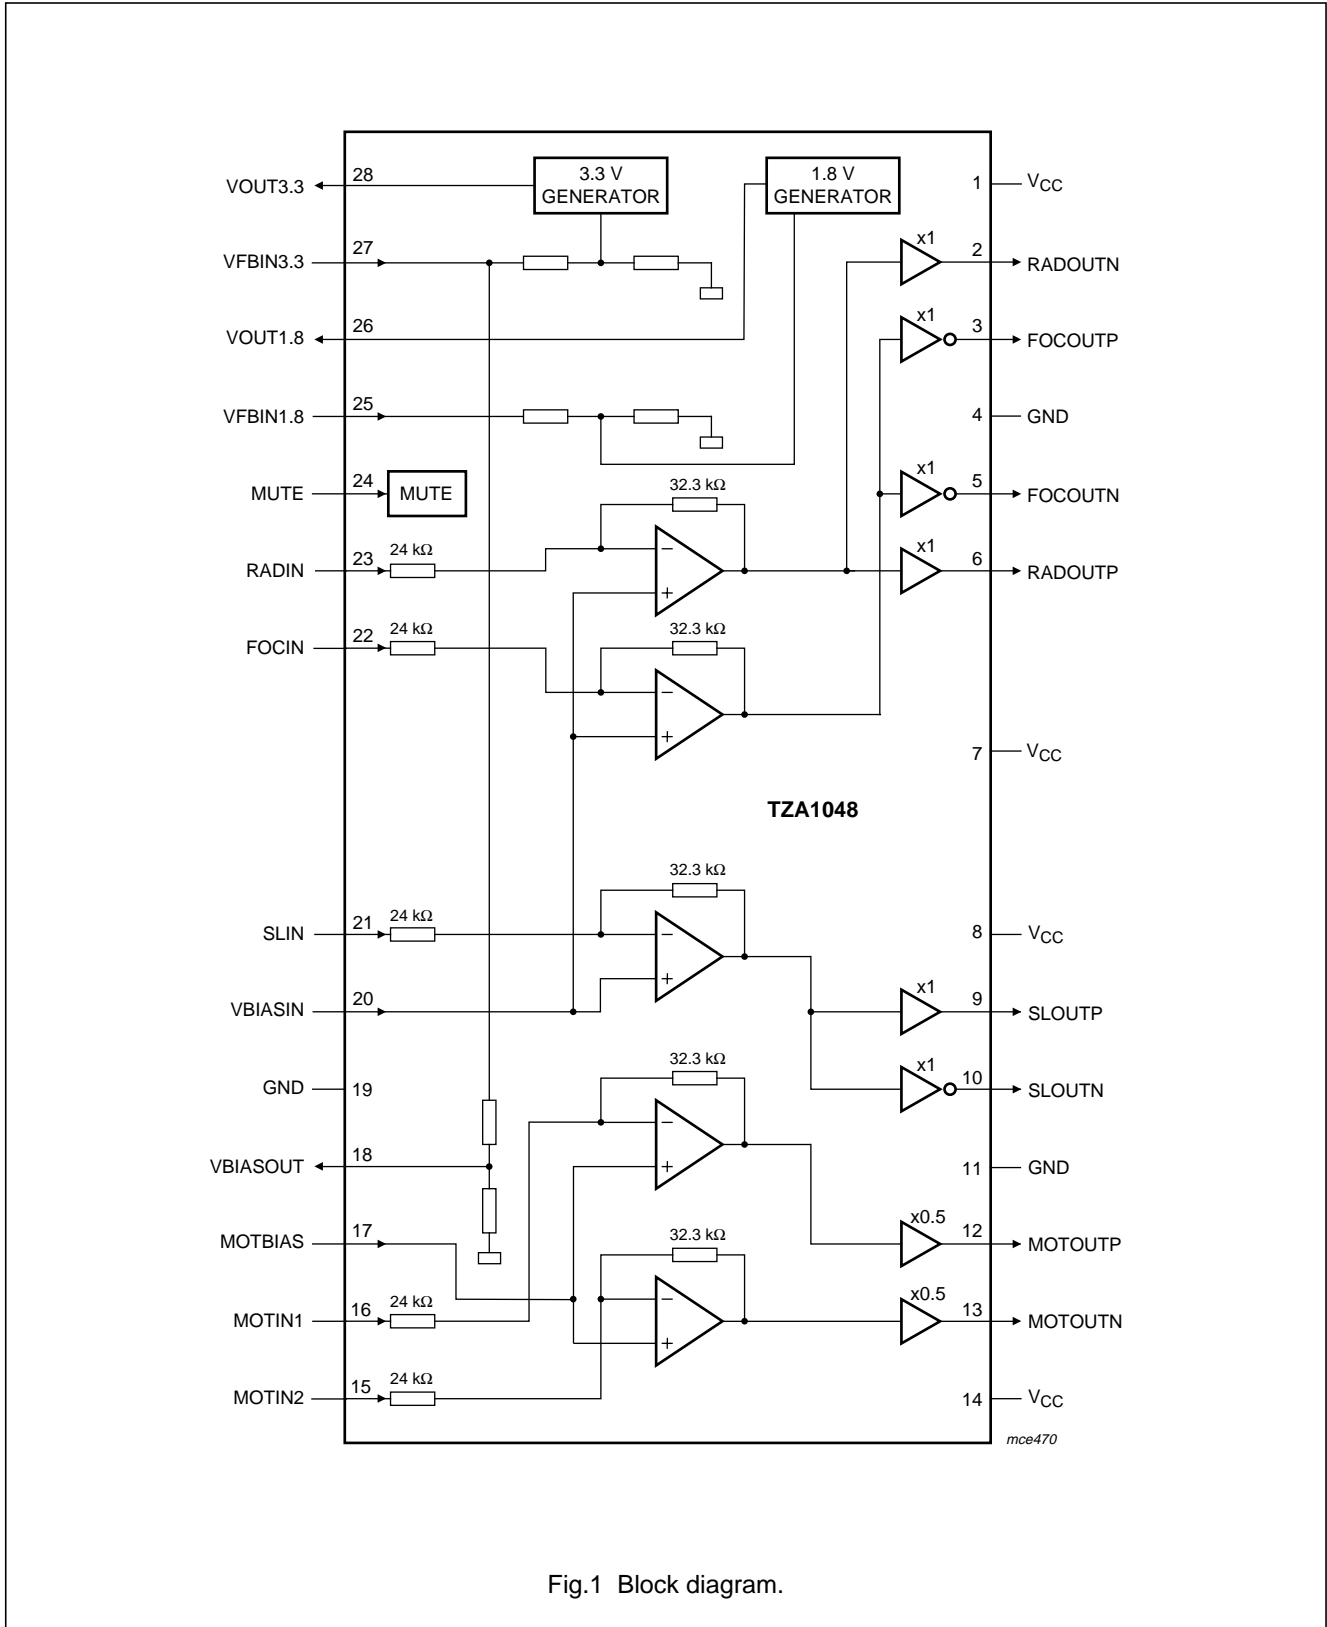 VOUT3.3
28
3.3 V
GENERATOR
1.8 V
GENERATOR
1
VCC
VFBIN3.3
27
x1
2
RADOUTN
VOUT1.8
26
x1
3
FOCOUTP
VFBIN1.8
25
4
GND
MUTE
24
MUTE
32.3 kΩ
x1
5
FOCOUTN
RADIN
23
24 kΩ
−
+
x1
6
RADOUTP
FOCIN
22
24 kΩ
32.3 kΩ
−
+
7
VCC
TZA1048
SLIN
21
24 kΩ
32.3 kΩ
−
+
8
VCC
VBIASIN
20
x1
9
SLOUTP
GND
19
32.3 kΩ
−
+
x1
10
SLOUTN
VBIASOUT
18
11
GND
MOTBIAS
17
32.3 kΩ
−
+
x0.5
12
MOTOUTP
MOTIN1
16
24 kΩ
x0.5
13
MOTOUTN
MOTIN2
15
24 kΩ
14
VCC
mce470
Fig.1 Block diagram.